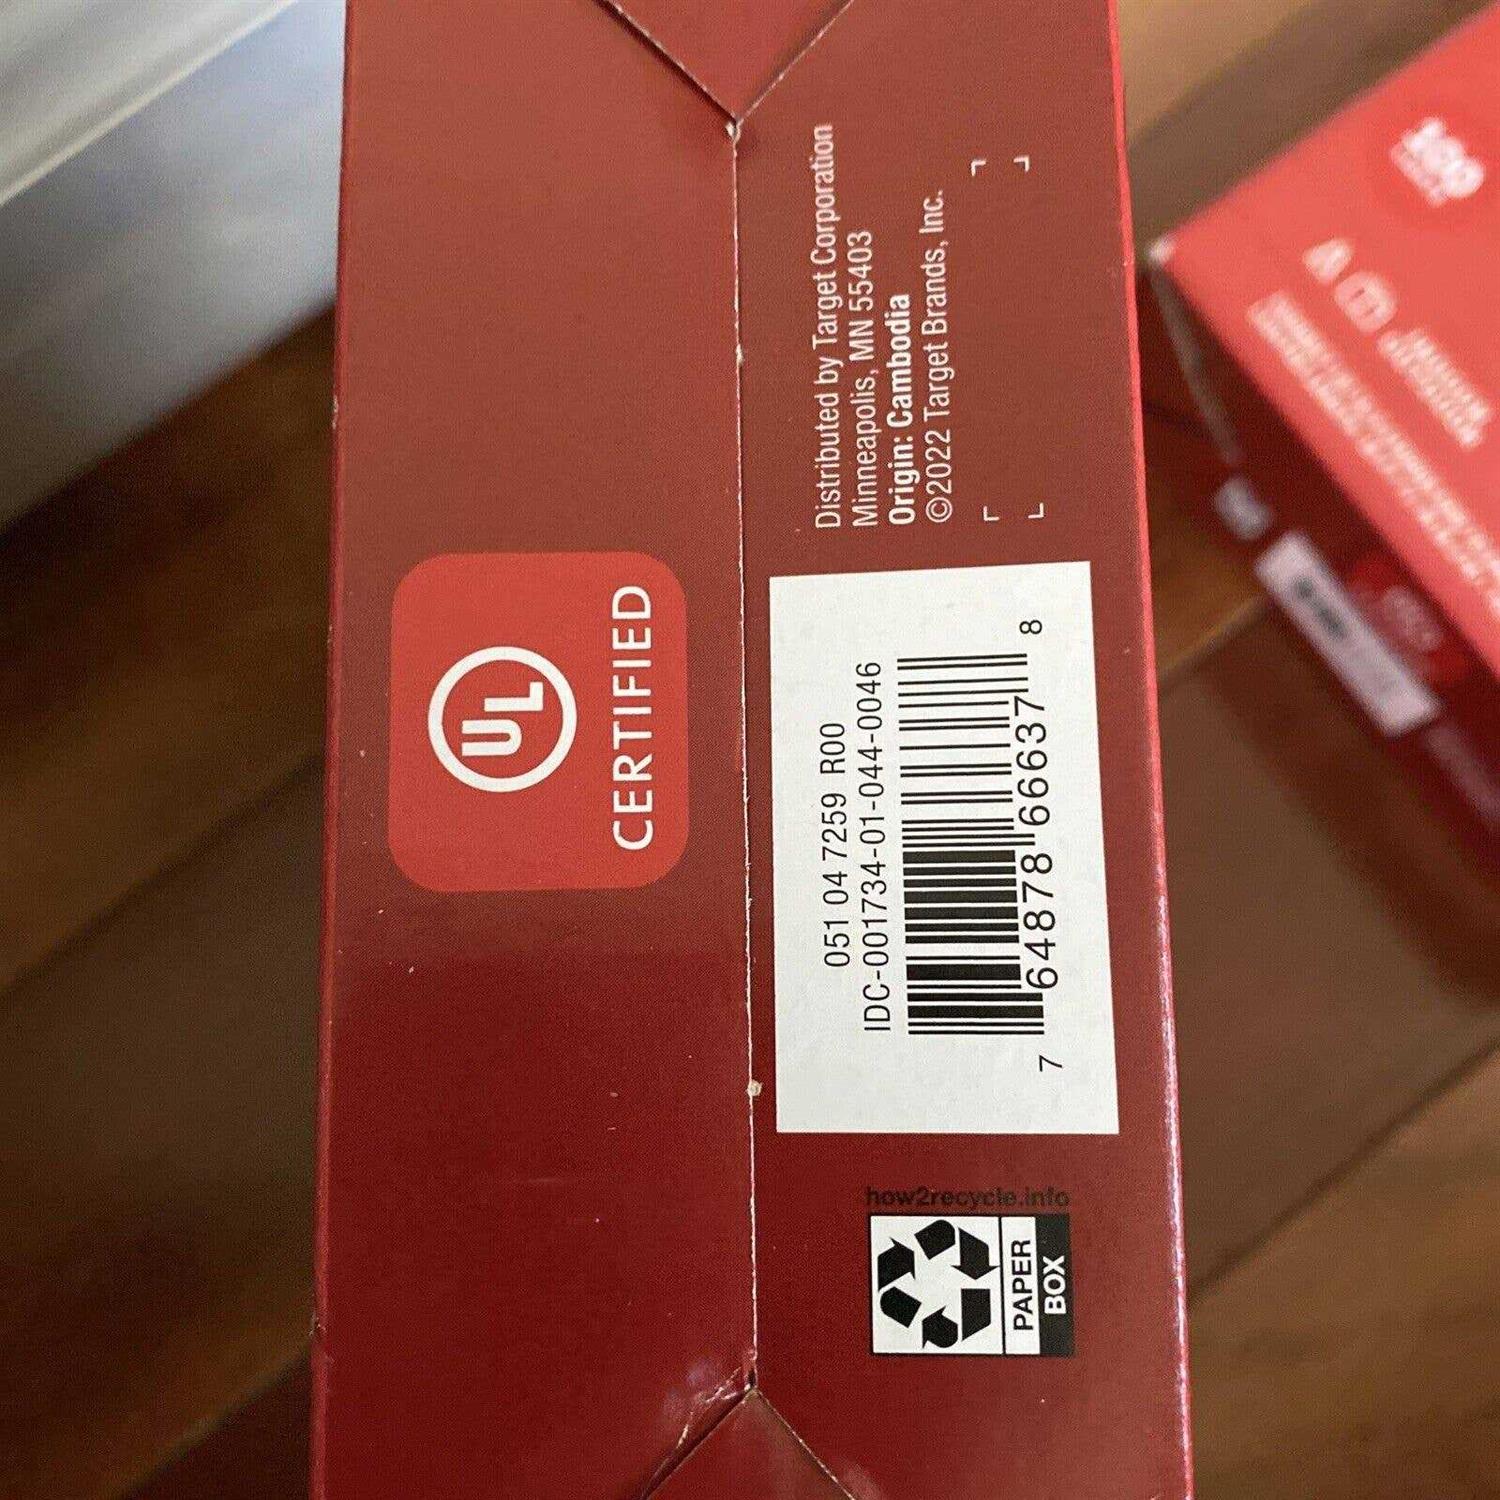 UL
CERTIFIED
Distributed by Target Corporation
Minneapolis, MN 55403
Origin: Cambodia
©2022 Target Brands, Inc.
051 04 7259 R00
IDC-001734-01-044-0046
7 64878 66637 8
how2recycle.info
PAPER
BOX